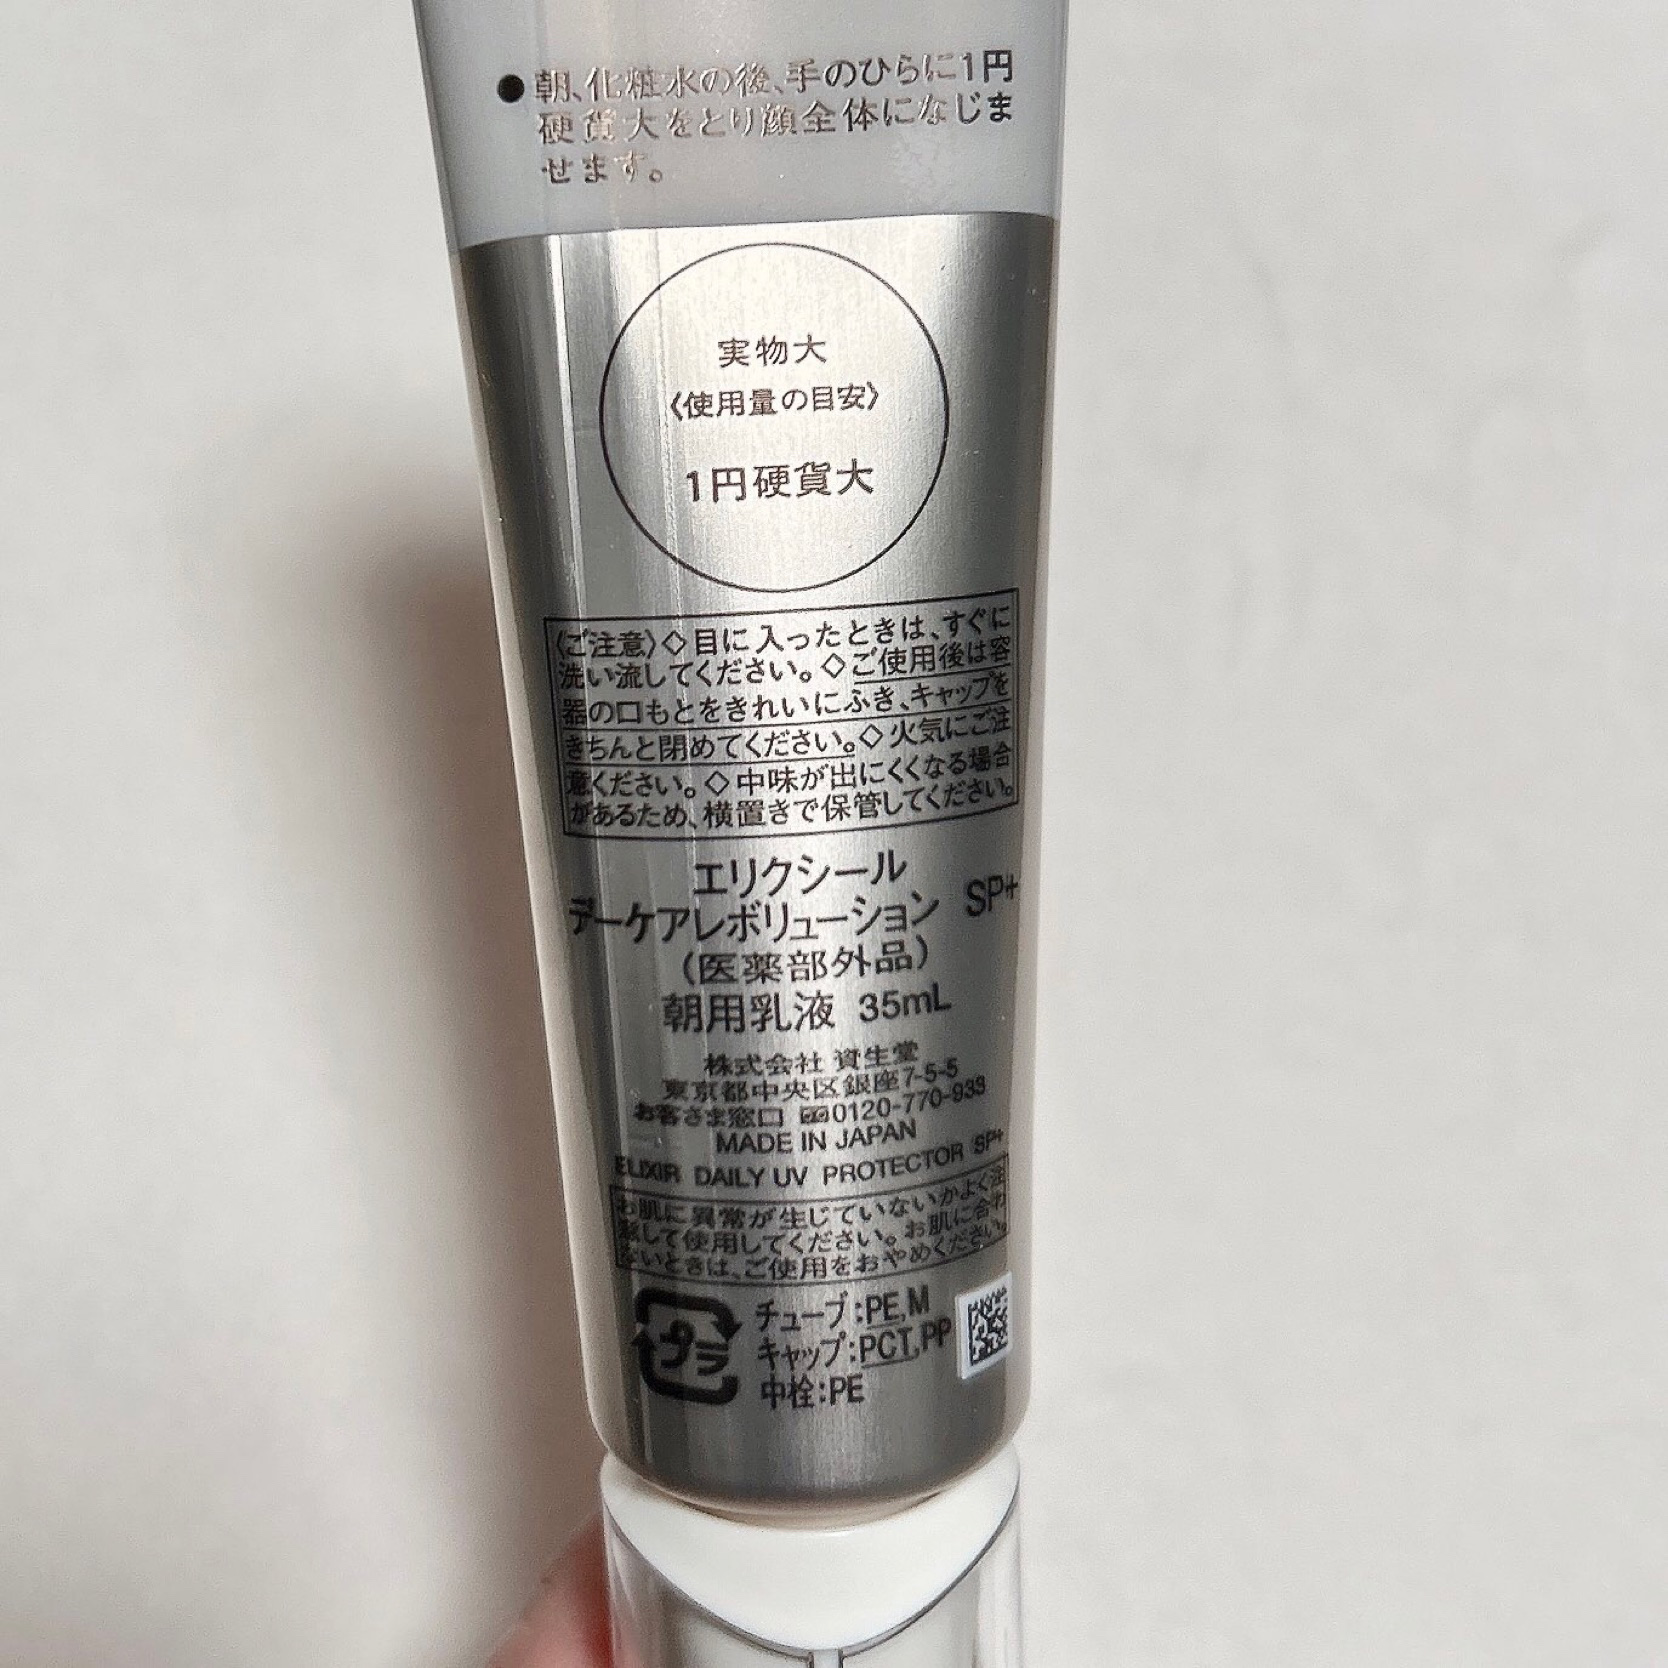 ●朝、化粧水の後、手のひらに1円
硬貨大をとり顔全体になじま
せます。
実物大
〈使用量の目安〉
1円硬貨大
〈ご注意〉◇目に入ったときは、すぐに
洗い流してください。◇ご使用後は容
器の口もとをきれいにふき、キャップを
きちんと閉めてください。◇火気にご注
意ください。◇中味が出にくくなる場合
があるため、横置きで保管してください。
エリクシール
デーケアレボリューション SP+
(医薬部外品)
朝用乳液 35mL
株式会社 資生堂
東京都中央区銀座7-5-5
お客さま窓口 0120-770-933
MADE IN JAPAN
ELIXIR DAILY UV PROTECTOR SP+
お肌に異常が生じていないかよく注
意して使用してください。お肌に合わ
ないときは、ご使用をおやめください。
プラ
チューブ:PE,M
キャップ:PCT,PP
中栓:PE